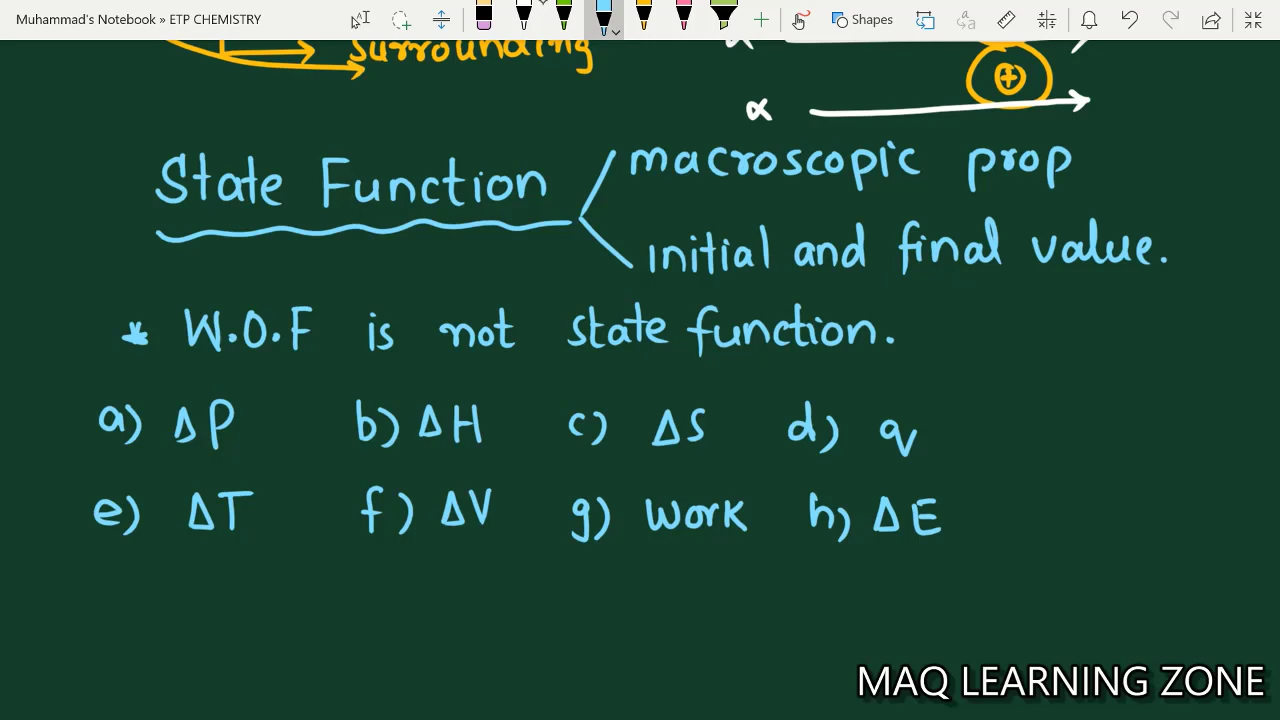 Muhammad's Notebook » ETP CHEMISTRY
Shapes
surrounding
α
+
α
State Function
macroscopic prop
initial and final value.
* W.O.F is not state function.
a) ΔP b) ΔH c) ΔS d) q
e) ΔT f) ΔV g) work h) ΔE
MAQ LEARNING ZONE